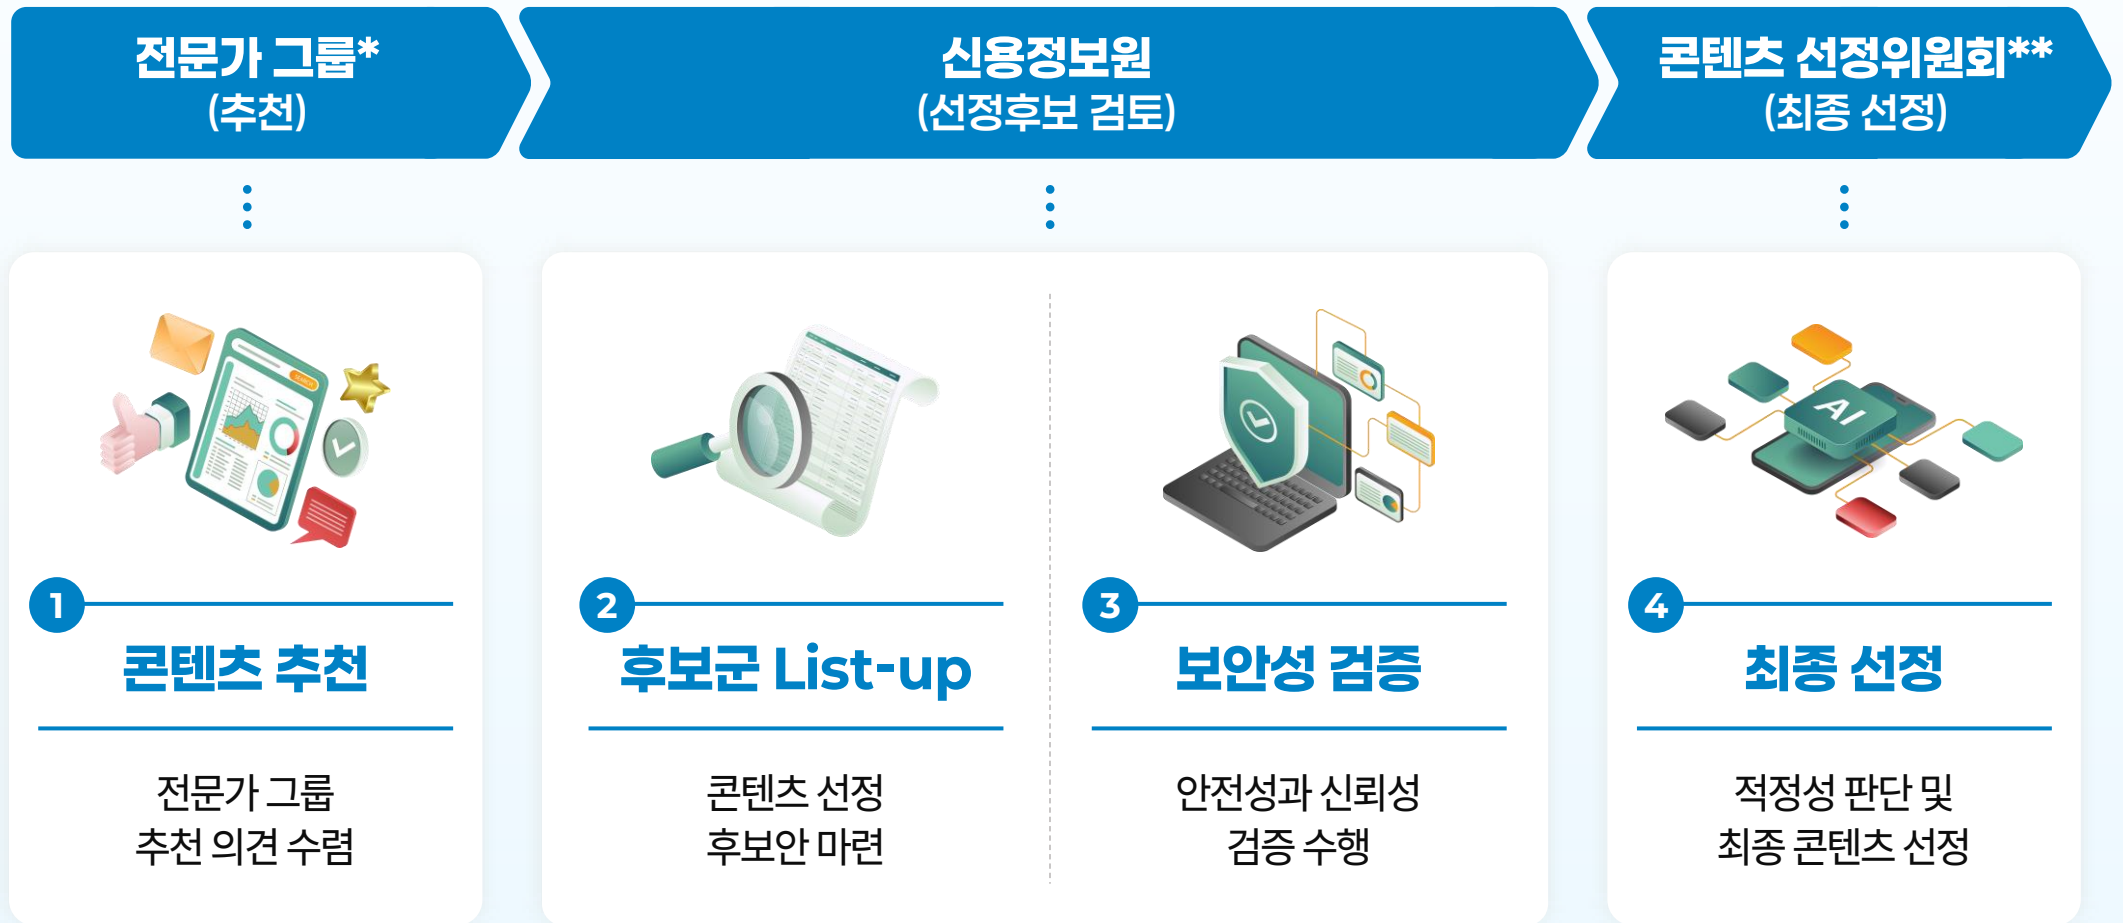 전문가 그룹*
(추천)
신용정보원
(선정후보 검토)
콘텐츠 선정위원회**
(최종 선정)
SEARCH
1
콘텐츠 추천
전문가 그룹
추천 의견 수렴
2
후보군 List-up
콘텐츠 선정
후보안 마련
3
보안성 검증
안전성과 신뢰성
검증 수행
AI
4
최종 선정
적정성 판단 및
최종 콘텐츠 선정